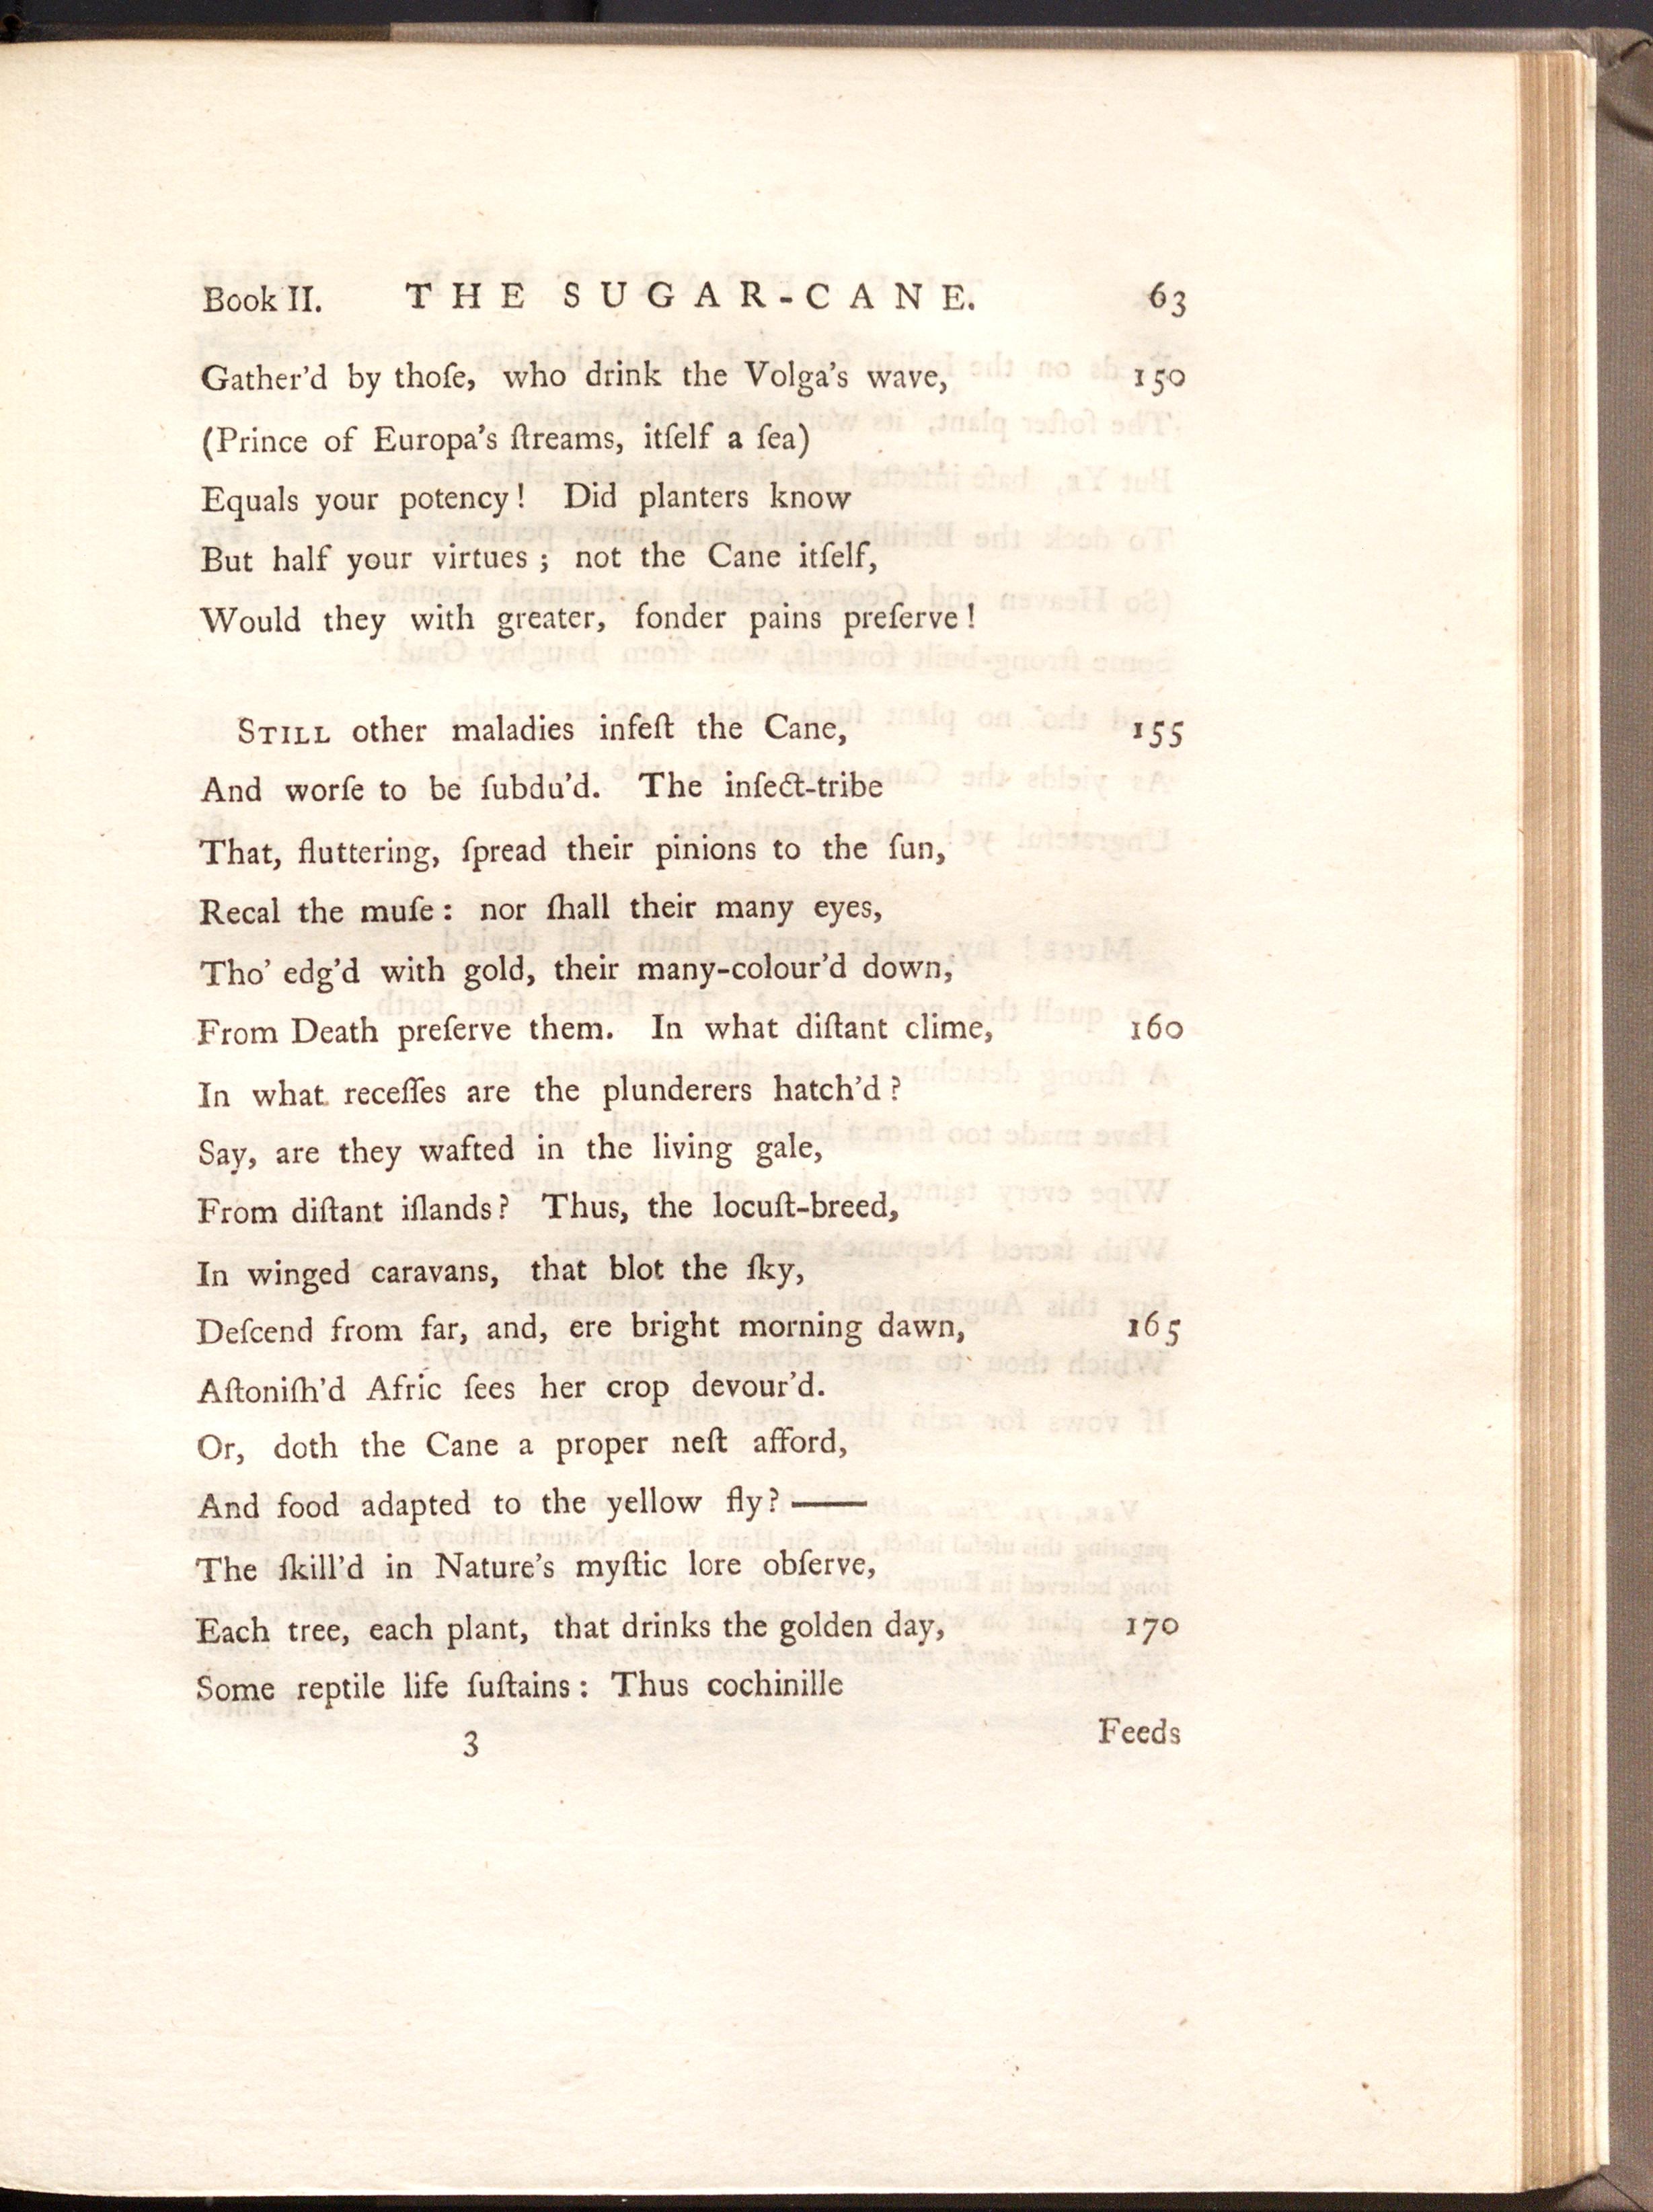 Book II. THE SUGAR-CANE. 63
Gather'd by thoſe, who drink the Volga's wave, 150
(Prince of Europa's ſtreams, itſelf a ſea)
Equals your potency! Did planters know
But half your virtues; not the Cane itſelf,
Would they with greater, fonder pains preſerve!
STILL other maladies infeſt the Cane, 155
And worſe to be ſubdu'd. The inſect-tribe
That, fluttering, ſpread their pinions to the ſun,
Recal the muſe: nor ſhall their many eyes,
Tho' edg'd with gold, their many-colour'd down,
From Death preſerve them. In what diſtant clime, 160
In what receſſes are the plunderers hatch'd?
Say, are they wafted in the living gale,
From diſtant iſlands? Thus, the locuſt-breed,
In winged caravans, that blot the ſky,
Deſcend from far, and, ere bright morning dawn, 165
Aſtoniſh'd Afric ſees her crop devour'd.
Or, doth the Cane a proper neſt afford,
And food adapted to the yellow fly?——
The ſkill'd in Nature's myſtic lore obſerve,
Each tree, each plant, that drinks the golden day, 170
Some reptile life ſuſtains: Thus cochinille
3 Feeds